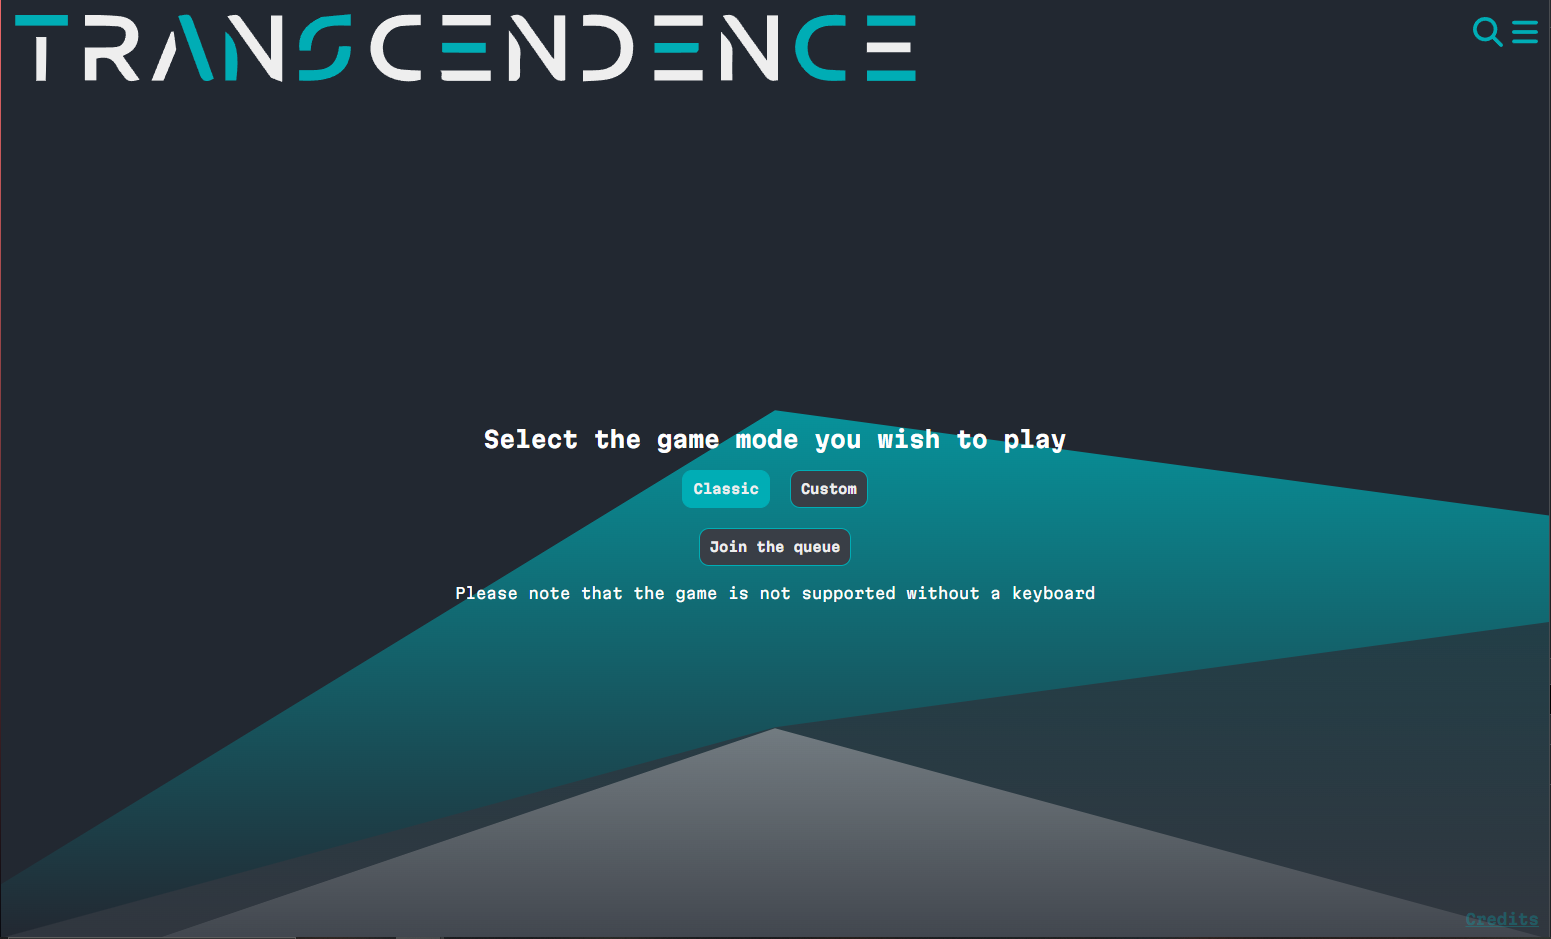 TRANSCENDENCE
Select the game mode you wish to play
Classic Custom
Join the queue
Please note that the game is not supported without a keyboard
Credits